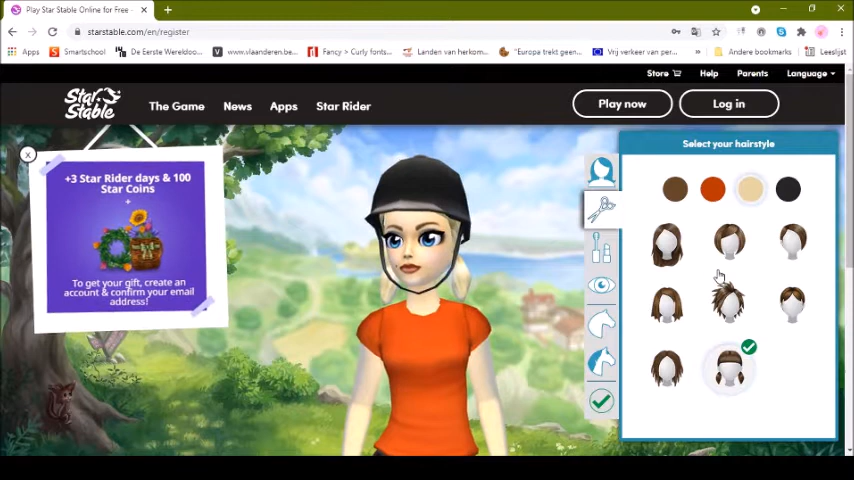 Play Star Stable Online for Free -
starstable.com/en/register
Apps
Smartschool
De Eerste Wereldoo...
www.vlaanderen.be...
Fancy > Curly fonts...
Landen van herkom...
"Europa trekt geen...
Vrij verkeer van per...
»
Andere bookmarks
Leeslijst
Store
Help
Parents
Language
Star Stable
The Game
News
Apps
Star Rider
Play now
Log in
x
+3 Star Rider days & 100
Star Coins
+
To get your gift, create an
account & confirm your email
address!
Select your hairstyle